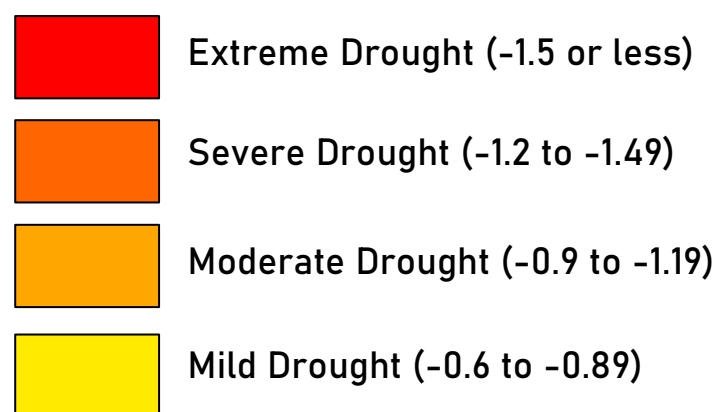 Extreme Drought (-1.5 or less)
Severe Drought (-1.2 to -1.49)
Moderate Drought (-0.9 to -1.19)
Mild Drought (-0.6 to -0.89)